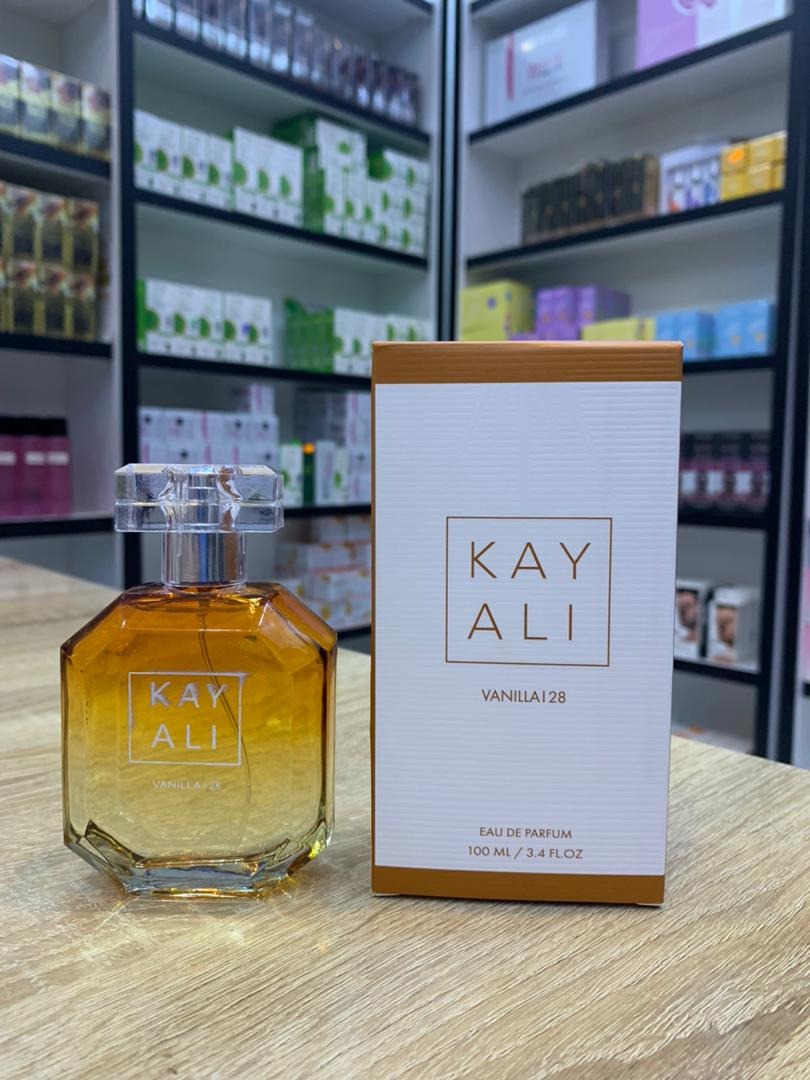 KAY
ALI
VANILLA I 28
KAY
ALI
VANILLA I 28
EAU DE PARFUM
100 ML / 3.4 FL.OZ